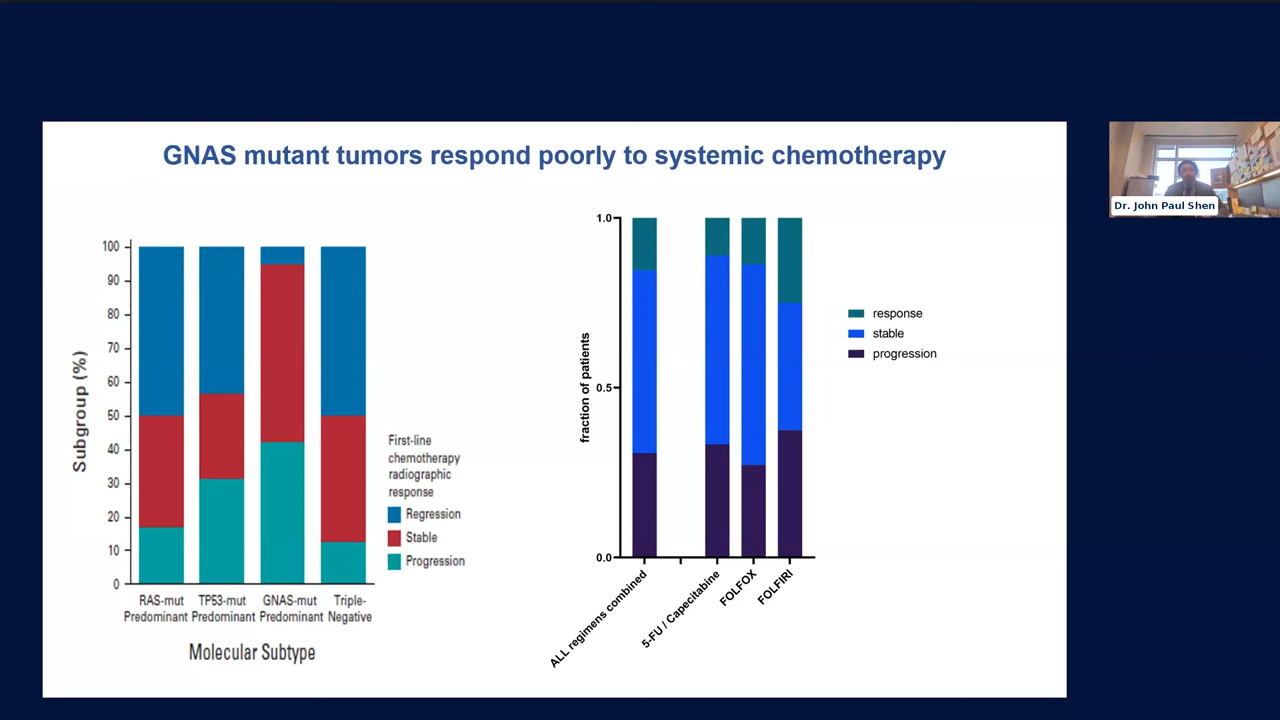 GNAS mutant tumors respond poorly to systemic chemotherapy
Dr. John Paul Shen
100
90
80
70
60
50
40
30
20
10
0
Subgroup (%)
RAS-mut Predominant
TP53-mut Predominant
GNAS-mut Predominant
Triple-Negative
Molecular Subtype
First-line
chemotherapy
radiographic
response
Regression
Stable
Progression
1.0
0.5
0.0
fraction of patients
ALL regimens combined
5-FU / Capecitabine
FOLFOX
FOLFIRI
response
stable
progression